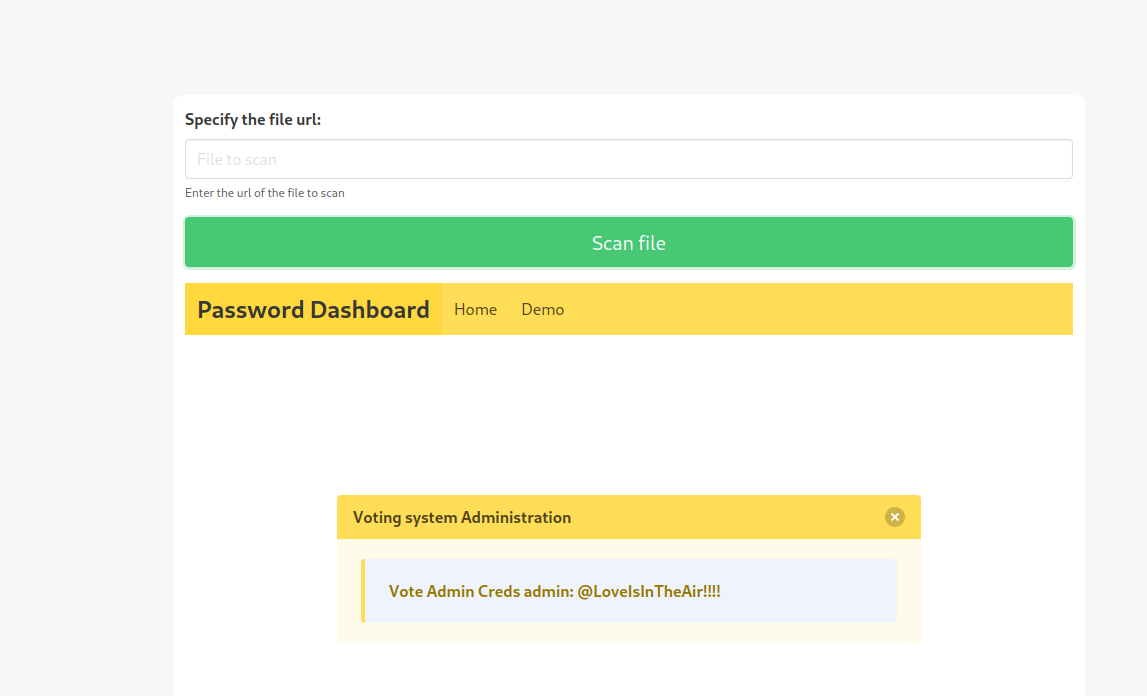 Specify the file url:
File to scan
Enter the url of the file to scan
Scan file
Password Dashboard Home Demo
Voting system Administration
Vote Admin Creds admin: @LoveIsInTheAir!!!!